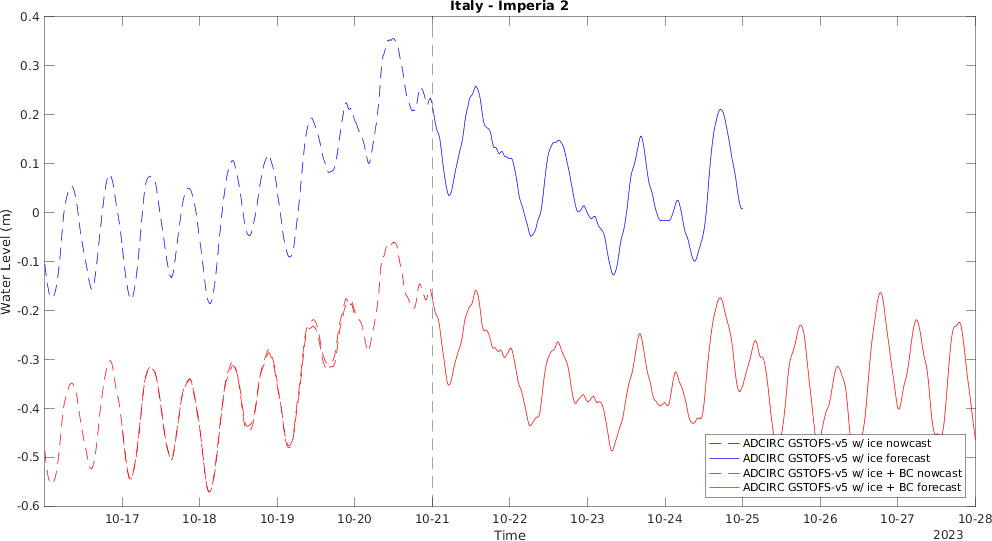 Italy - Imperia 2
Water Level (m)
0.4
0.3
0.2
0.1
0
-0.1
-0.2
-0.3
-0.4
-0.5
-0.6
ADCIRC GSTOFS-v5 w/ ice nowcast
ADCIRC GSTOFS-v5 w/ ice forecast
ADCIRC GSTOFS-v5 w/ ice + BC nowcast
ADCIRC GSTOFS-v5 w/ ice + BC forecast
10-17 10-18 10-19 10-20 10-21 10-22 10-23 10-24 10-25 10-26 10-27 10-28
Time
2023